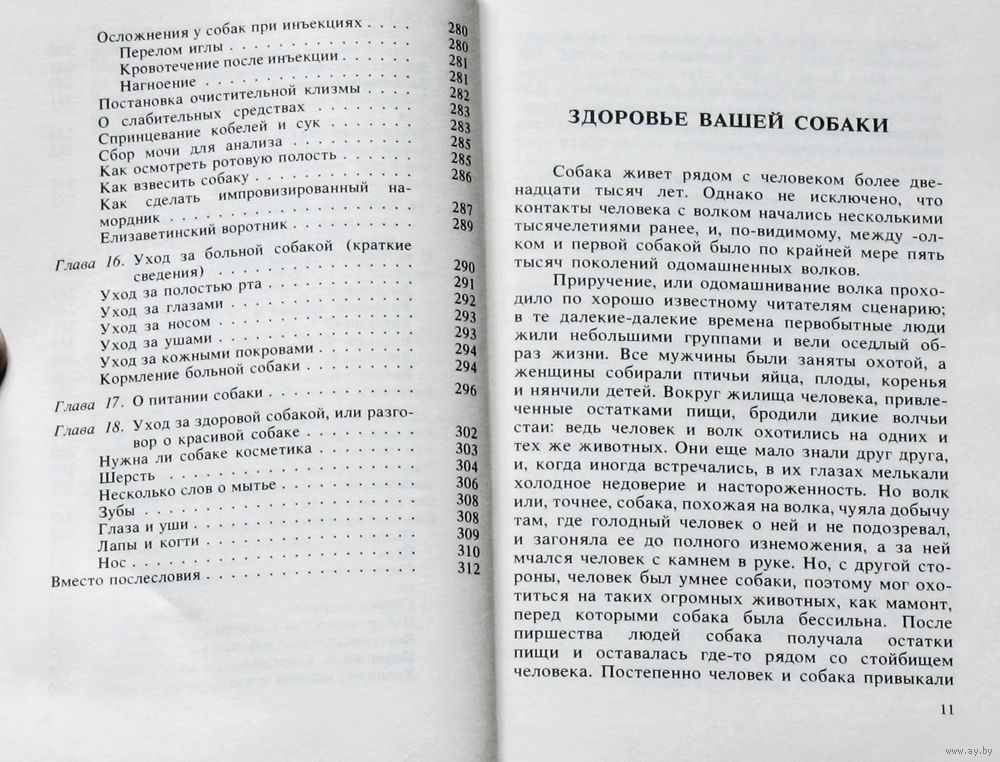 Осложнения у собак при инъекциях . . . . 280
Перелом иглы . . . . . . . . . . . . . . 280
Кровотечение после инъекции . . . . . . 281
Нагноение . . . . . . . . . . . . . . . . 281
Постановка очистительной клизмы . . . . 282
О слабительных средствах . . . . . . . . 283
Спринцевание кобелей и сук . . . . . . . 283
Сбор мочи для анализа . . . . . . . . . . 285
Как осмотреть ротовую полость . . . . . 285
Как взвесить собаку . . . . . . . . . . . 286
Как сделать импровизированный на-
мордник . . . . . . . . . . . . . . . . . 287
Елизаветинский воротник . . . . . . . . 289
Глава 16. Уход за больной собакой (краткие
сведения) . . . . . . . . . . . . . . . . 290
Уход за полостью рта . . . . . . . . . . 291
Уход за глазами . . . . . . . . . . . . . 292
Уход за носом . . . . . . . . . . . . . . 293
Уход за ушами . . . . . . . . . . . . . . 293
Уход за кожными покровами . . . . . . . 294
Кормление больной собаки . . . . . . . . 294
Глава 17. О питании собаки . . . . . . . . . . 296
Глава 18. Уход за здоровой собакой, или разго-
вор о красивой собаке . . . . . . . . . . 302
Нужна ли собаке косметика . . . . . . . 303
Шерсть . . . . . . . . . . . . . . . . . 304
Несколько слов о мытье . . . . . . . . . 306
Зубы . . . . . . . . . . . . . . . . . . 308
Глаза и уши . . . . . . . . . . . . . . . 308
Лапы и когти . . . . . . . . . . . . . . 309
Нос . . . . . . . . . . . . . . . . . . . 310
Вместо послесловия . . . . . . . . . . . . . . 312
ЗДОРОВЬЕ ВАШЕЙ СОБАКИ
Собака живет рядом с человеком более две-
надцати тысяч лет. Однако не исключено, что
контакты человека с волком начались несколькими
тысячелетиями ранее, и, по-видимому, между -ол-
ком и первой собакой было по крайней мере пять
тысяч поколений одомашненных волков.
Приручение, или одомашнивание волка прохо-
дило по хорошо известному читателям сценарию;
в те далекие-далекие времена первобытные люди
жили небольшими группами и вели оседлый об-
раз жизни. Все мужчины были заняты охотой, а
женщины собирали птичьи яйца, плоды, коренья
и нянчили детей. Вокруг жилища человека, привле-
ченные остатками пищи, бродили дикие волчьи
стаи: ведь человек и волк охотились на одних и
тех же животных. Они еще мало знали друг друга,
и, когда иногда встречались, в их глазах мелькали
холодное недоверие и настороженность. Но волк
или, точнее, собака, похожая на волка, чуяла добычу
там, где голодный человек о ней и не подозревал,
и загоняла ее до полного изнеможения, а за ней
мчался человек с камнем в руке. Но, с другой сто-
роны, человек был умнее собаки, поэтому мог охо-
титься на таких огромных животных, как мамонт,
перед которыми собака была бессильна. После
пиршества людей собака получала остатки
пищи и оставалась где-то рядом со стойбищем
человека. Постепенно человек и собака привыкали
11
www.ay.by